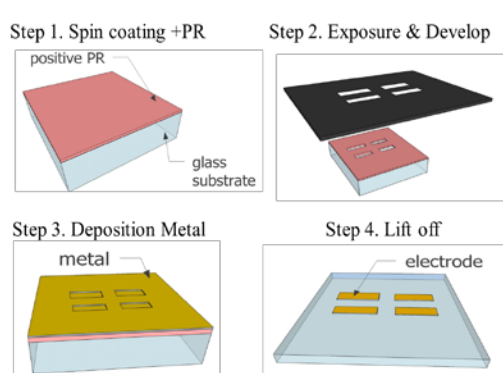 Step 1. Spin coating +PR
positive PR
glass
substrate
Step 2. Exposure & Develop
Step 3. Deposition Metal
metal
Step 4. Lift off
electrode